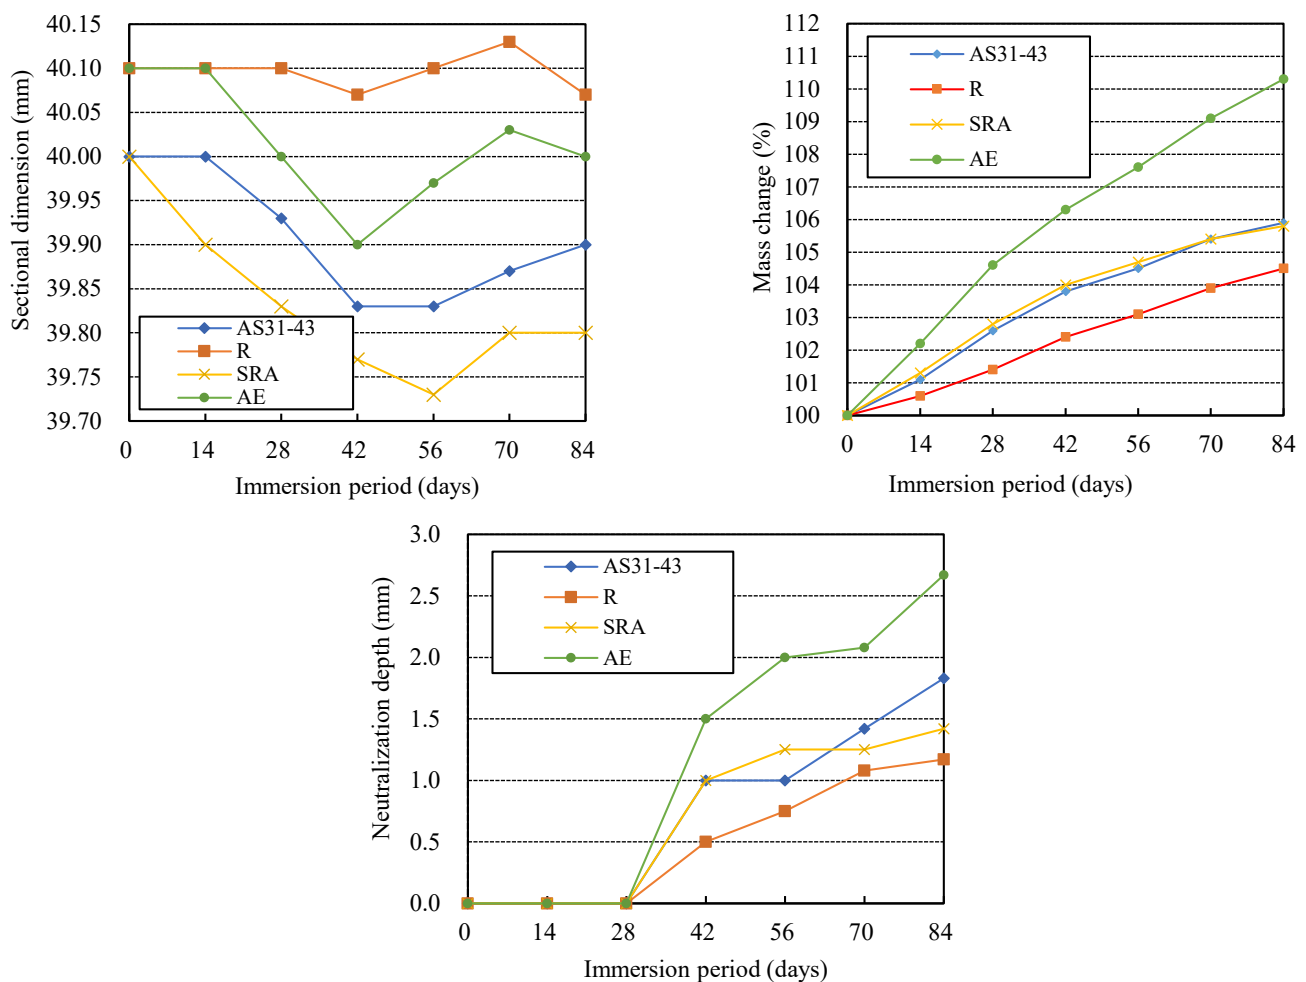 Sectional dimension (mm)
40.15
40.10
40.05
40.00
39.95
39.90
39.85
39.80
39.75
39.70
AS31-43
R
SRA
AE
0 14 28 42 56 70 84
Immersion period (days)
Mass change (%)
112
111
110
109
108
107
106
105
104
103
102
101
100
AS31-43
R
SRA
AE
0 14 28 42 56 70 84
Immersion period (days)
Neutralization depth (mm)
3.0
2.5
2.0
1.5
1.0
0.5
0.0
AS31-43
R
SRA
AE
0 14 28 42 56 70 84
Immersion period (days)